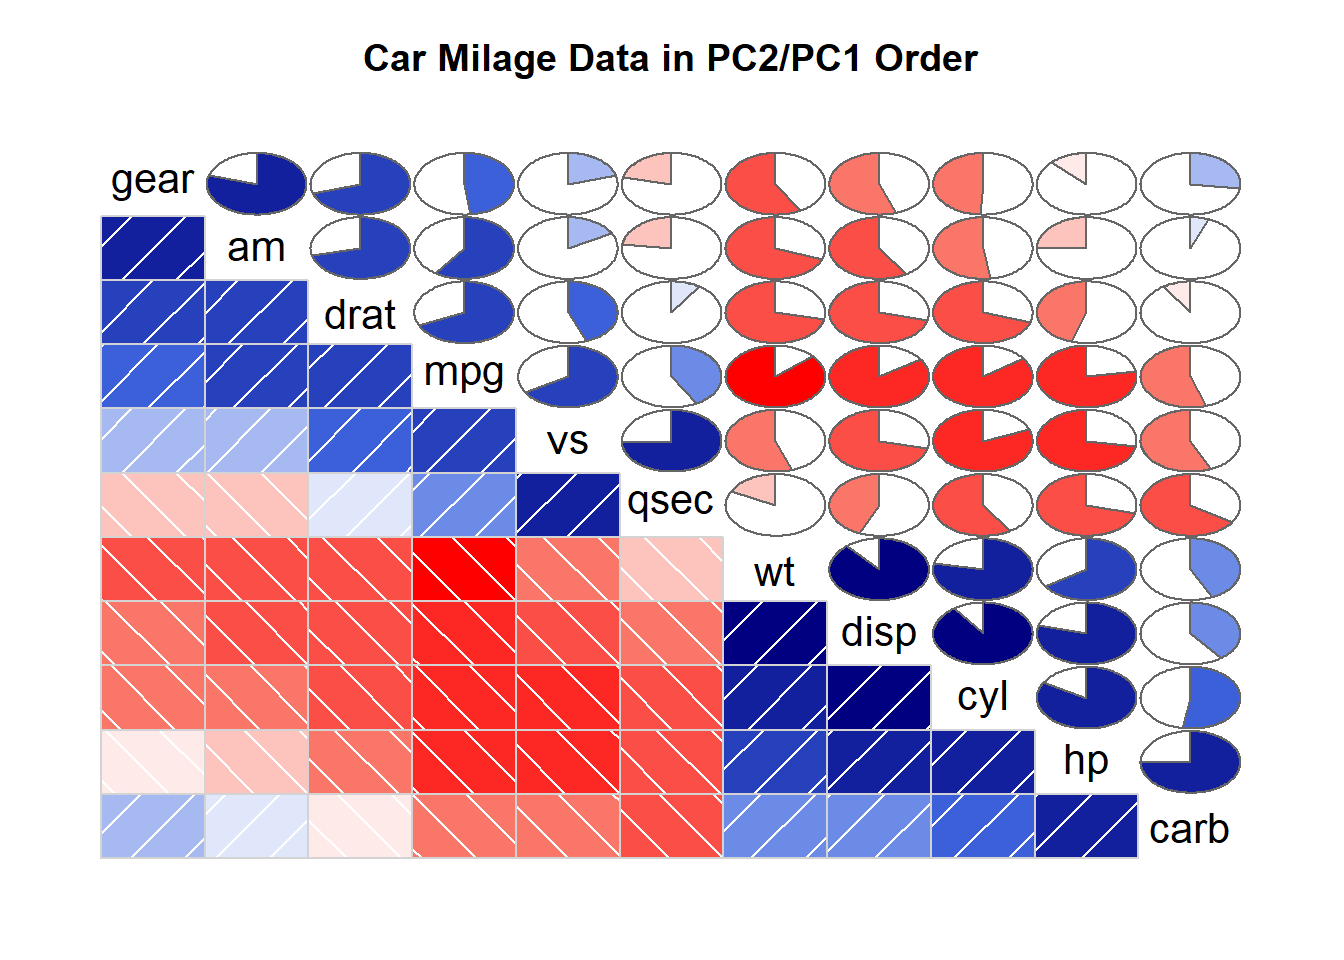 Car Milage Data in PC2/PC1 Order
gear
am
drat
mpg
vs
qsec
wt
disp
cyl
hp
carb